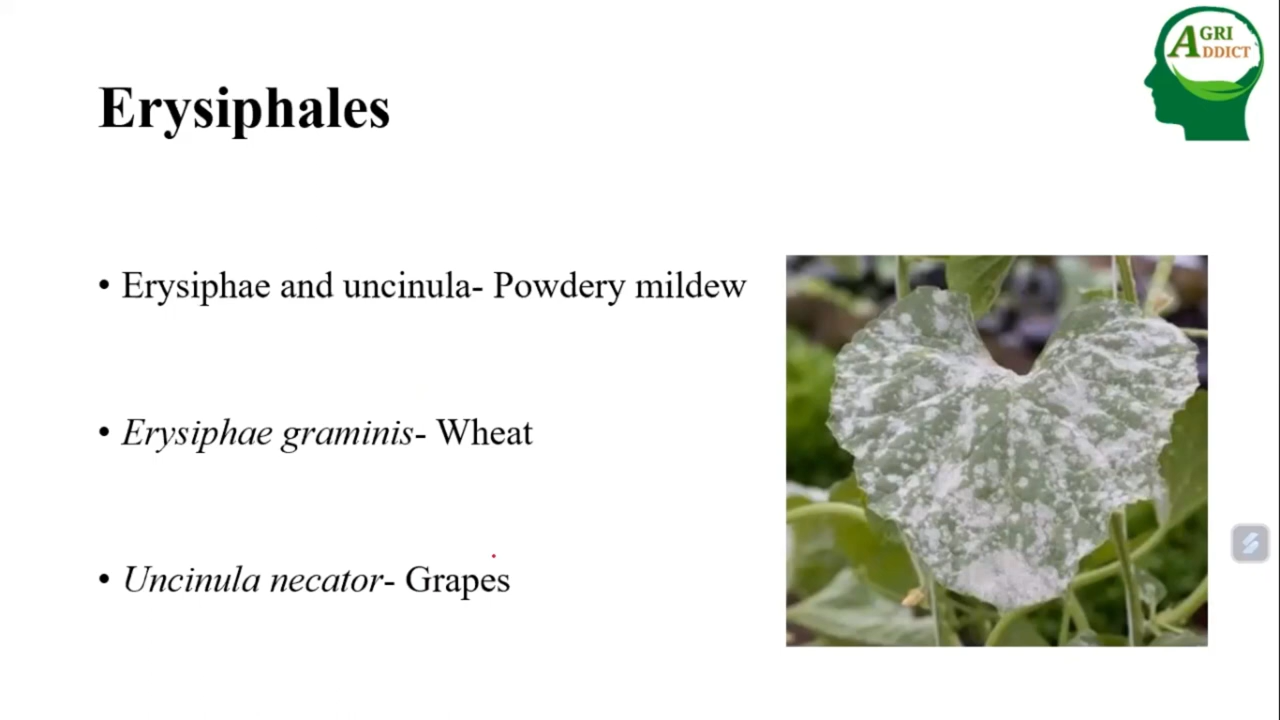 AGRI
ADDICT
Erysiphales
• Erysiphae and uncinula- Powdery mildew
• Erysiphae graminis- Wheat
• Uncinula necator- Grapes